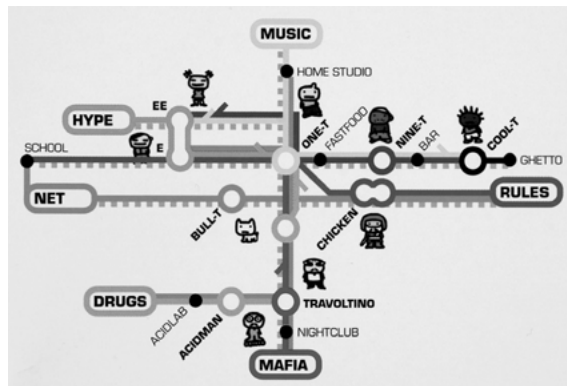 MUSIC
HOME STUDIO
EE
HYPE
ONE-T
FASTFOOD
NINE-T
BAR
COOL-T
SCHOOL
E
GHETTO
NET
BULL-T
CHICKEN
RULES
DRUGS
ACIDLAB
ACIDMAN
TRAVOLTINO
NIGHTCLUB
MAFIA